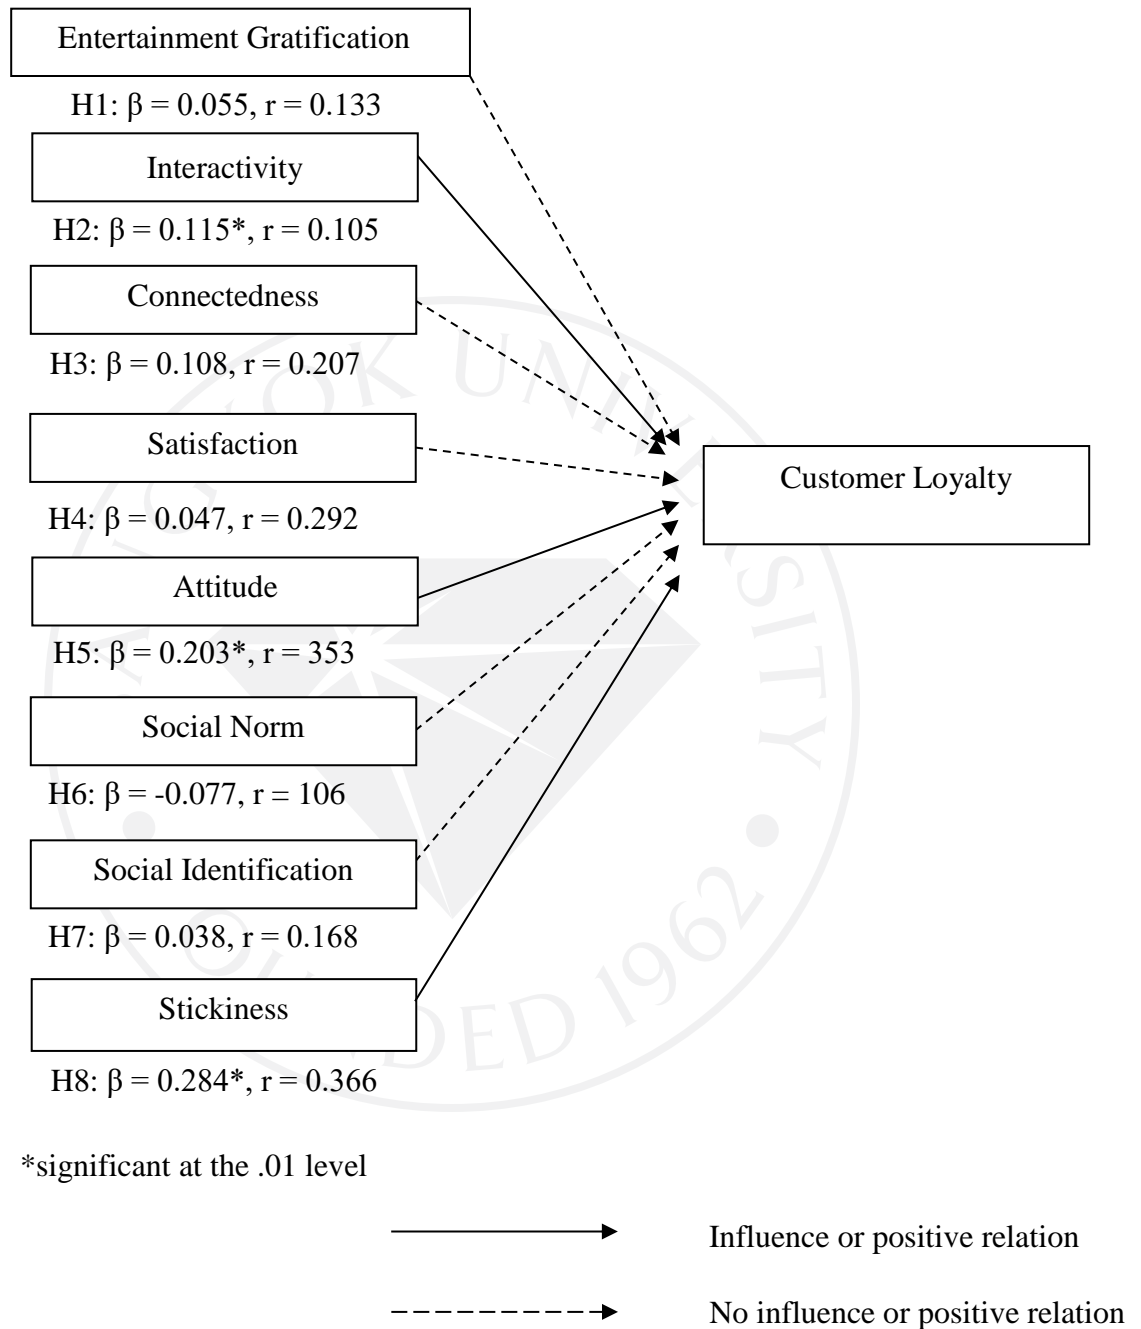 Entertainment Gratification
H1: β = 0.055, r = 0.133
Interactivity
H2: β = 0.115*, r = 0.105
Connectedness
H3: β = 0.108, r = 0.207
Satisfaction
H4: β = 0.047, r = 0.292
Customer Loyalty
Attitude
H5: β = 0.203*, r = 353
Social Norm
H6: β = -0.077, r = 106
Social Identification
H7: β = 0.038, r = 0.168
Stickiness
H8: β = 0.284*, r = 0.366
*significant at the .01 level
Influence or positive relation
No influence or positive relation
UNIVERSITY
1962